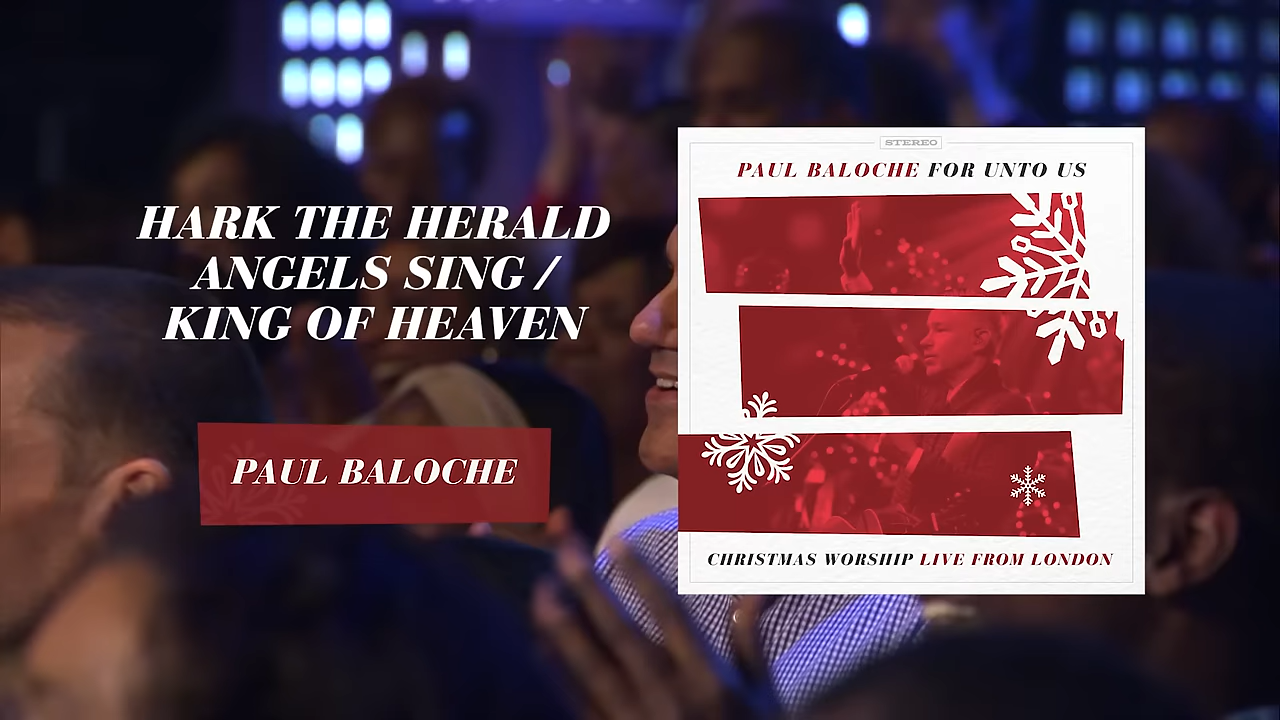 HARK THE HERALD
ANGELS SING /
KING OF HEAVEN
PAUL BALOCHE
STEREO
PAUL BALOCHE FOR UNTO US
CHRISTMAS WORSHIP LIVE FROM LONDON